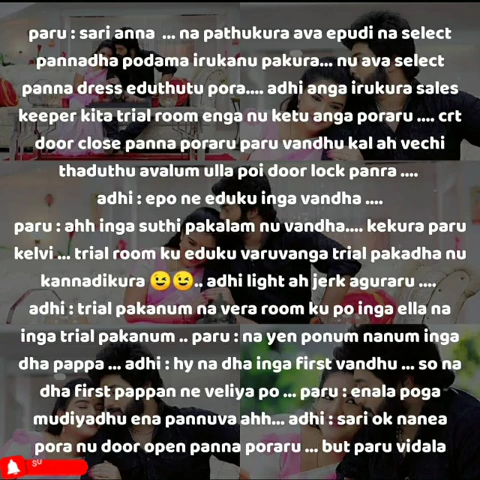 paru : sari anna ... na pathukura ava epudi na select
pannadha podama irukanu pakura... nu ava select
panna dress eduthutu pora.... adhi anga irukura sales
keeper kita trial room enga nu ketu anga poraru .... crt
door close panna poraru paru vandhu kal ah vechi
thaduthu avalum ulla poi door lock panra ....
adhi : epo ne eduku inga vandha ....
paru : ahh inga suthi pakalam nu vandha.... kekura paru
kelvi ... trial room ku eduku varuvanga trial pakadha nu
kannadikura 😉😉.. adhi light ah jerk aguraru ....
adhi : trial pakanum na vera room ku po inga ella na
inga trial pakanum .. paru : na yen ponum nanum inga
dha pappa ... adhi : hy na dha inga first vandhu ... so na
dha first pappan ne veliya po ... paru : enala poga
mudiyadhu ena pannuva ahh... adhi : sari ok nanea
pora nu door open panna poraru ... but paru vidala
SU